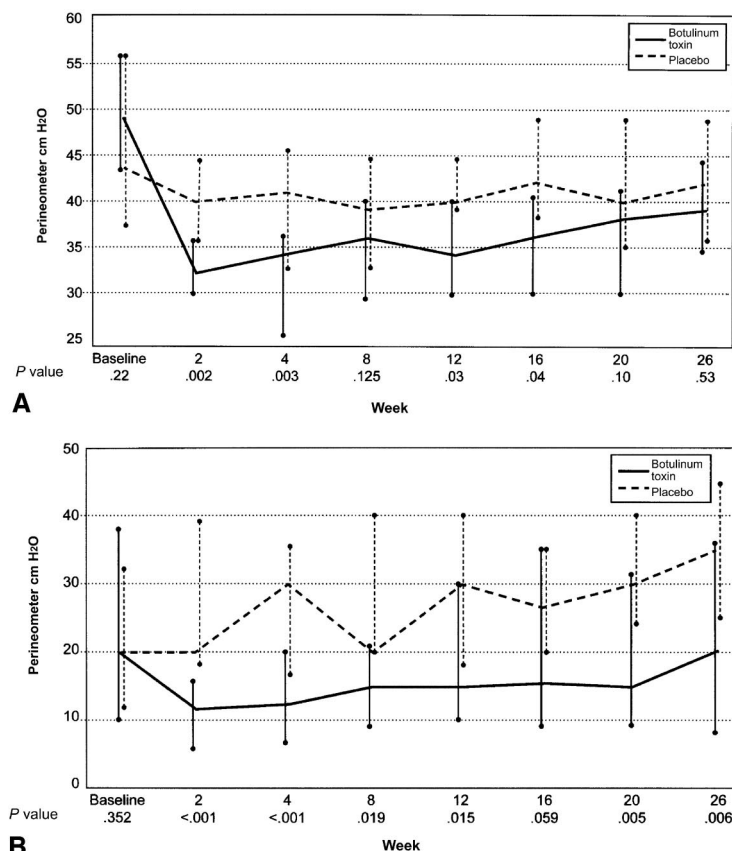 60
55
50
45
40
35
30
25
Perineometer cm H2O
Botulinum
toxin
Placebo
Baseline 2 4 8 12 16 20 26
P value .22 .002 .003 .125 .03 .04 .10 .53
A
Week
50
40
30
20
10
0
Perineometer cm H2O
Botulinum
toxin
Placebo
Baseline 2 4 8 12 16 20 26
P value .352 <.001 <.001 .019 .015 .059 .005 .006
B
Week